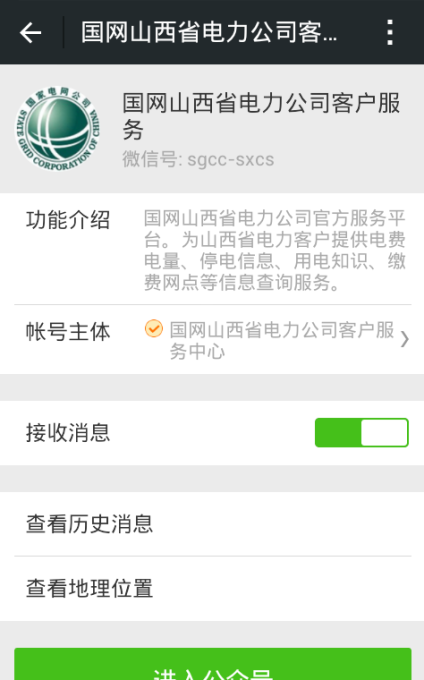 国网山西省电力公司客...
国家电网公司
STATE GRID CORPORATION OF CHINA
国网山西省电力公司客户服
务
微信号: sgcc-sxcs
功能介绍
国网山西省电力公司官方服务平
台。为山西省电力客户提供电费
电量、停电信息、用电知识、缴
费网点等信息查询服务。
帐号主体
国网山西省电力公司客户服
务中心
接收消息
查看历史消息
查看地理位置
进入公众号